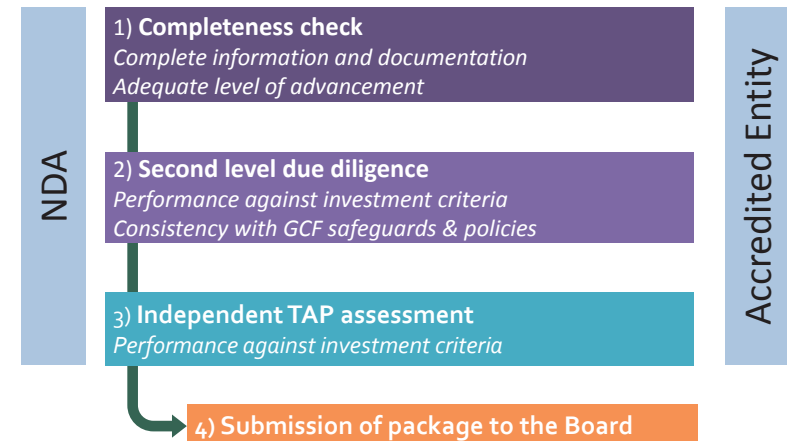 NDA
1) Completeness check
Complete information and documentation
Adequate level of advancement
2) Second level due diligence
Performance against investment criteria
Consistency with GCF safeguards & policies
3) Independent TAP assessment
Performance against investment criteria
4) Submission of package to the Board
Accredited Entity